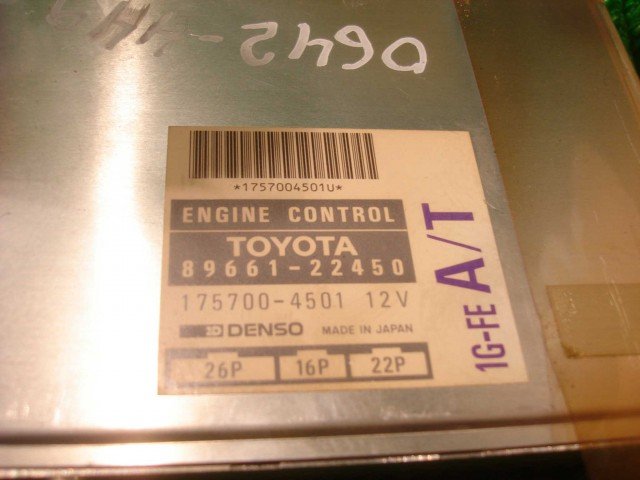 *1757004501U*
ENGINE CONTROL
TOYOTA
89661-22450
175700-4501 12V
DENSO MADE IN JAPAN
26P 16P 22P
1G-FE A/T
0642